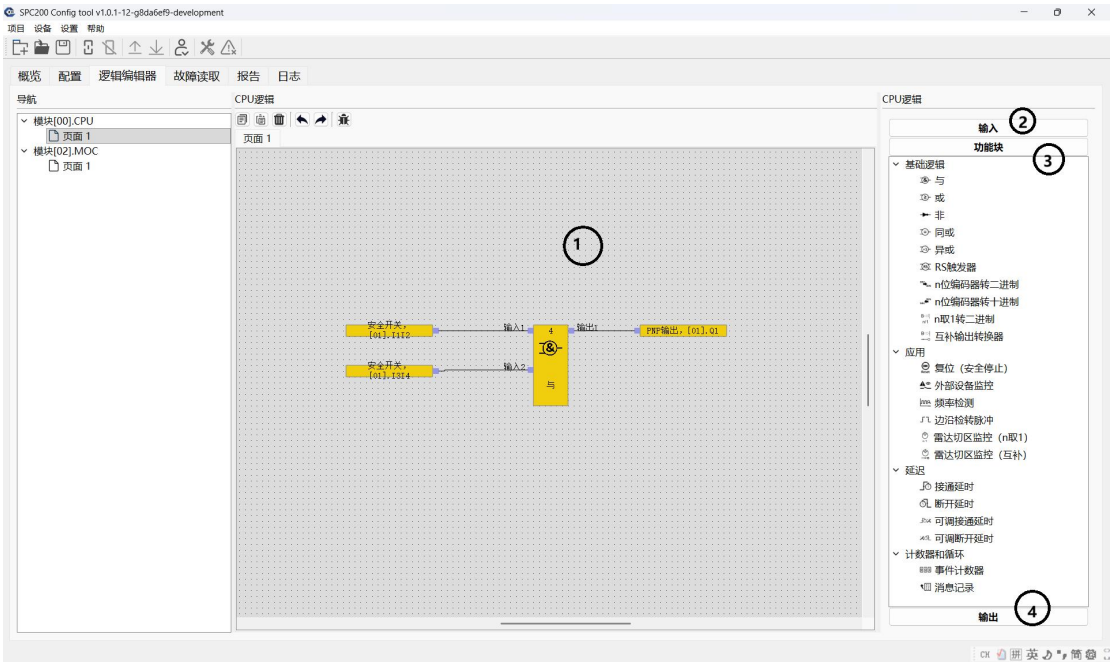 SPC200 Config tool v1.0.1-12-g8da6ef9-development
项目 设备 设置 帮助
概览 配置 逻辑编辑器 故障读取 报告 日志
导航
模块[00].CPU
页面 1
模块[02].MOC
页面 1
CPU逻辑
页面 1
1
安全开关,
[01].I1I2
输入1
4
输出1
PNP输出, [01].Q1
&
安全开关,
[01].I3I4
输入2
与
CPU逻辑
输入
2
功能块
3
基础逻辑
与
或
非
同或
异或
RS触发器
n位编码器转二进制
n位编码器转十进制
n取1转二进制
互补输出转换器
应用
复位（安全停止）
外部设备监控
频率检测
边沿检转脉冲
雷达切区监控（n取1）
雷达切区监控（互补）
延迟
接通延时
断开延时
可调接通延时
可调断开延时
计数器和循环
事件计数器
消息记录
输出
4
CH 拼 英 简